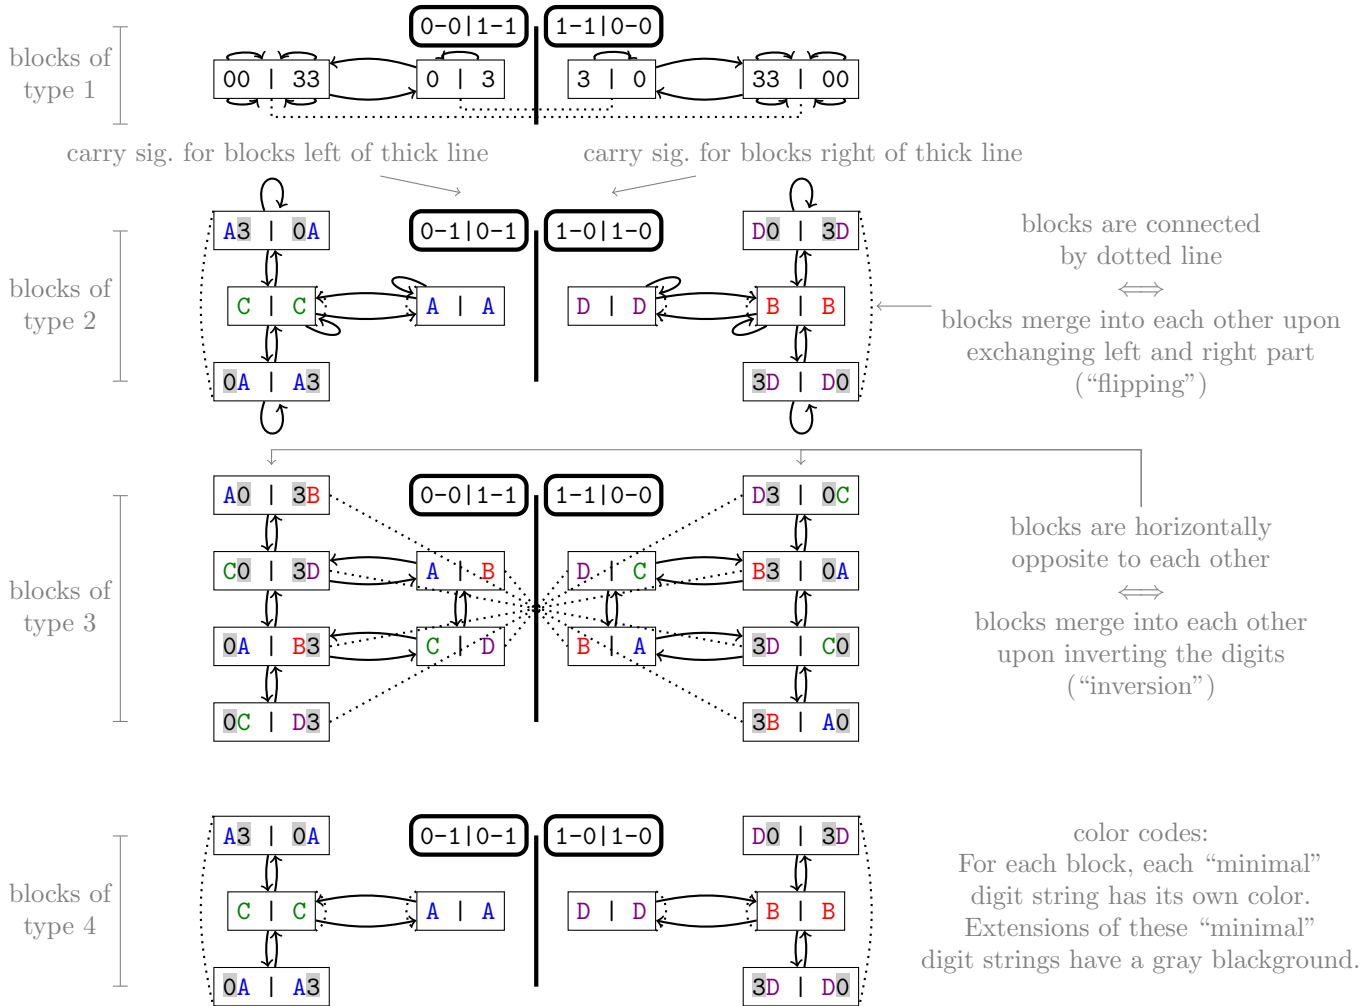 0-0|1-1 1-1|0-0
blocks of
type 1
00 | 33 0 | 3 3 | 0 33 | 00
carry sig. for blocks left of thick line carry sig. for blocks right of thick line
A3 | 0A 0-1|0-1 1-0|1-0 D0 | 3D
blocks of
type 2
C | C A | A D | D B | B
0A | A3 3D | D0
blocks are connected
by dotted line
⟺
blocks merge into each other upon
exchanging left and right part
(“flipping”)
A0 | 3B 0-0|1-1 1-1|0-0 D3 | 0C
C0 | 3D A | B D | C B3 | 0A
blocks of
type 3
0A | B3 C | D B | A 3D | C0
0C | D3 3B | A0
blocks are horizontally
opposite to each other
⟺
blocks merge into each other
upon inverting the digits
(“inversion”)
A3 | 0A 0-1|0-1 1-0|1-0 D0 | 3D
blocks of
type 4
C | C A | A D | D B | B
0A | A3 3D | D0
color codes:
For each block, each “minimal”
digit string has its own color.
Extensions of these “minimal”
digit strings have a gray blackground.